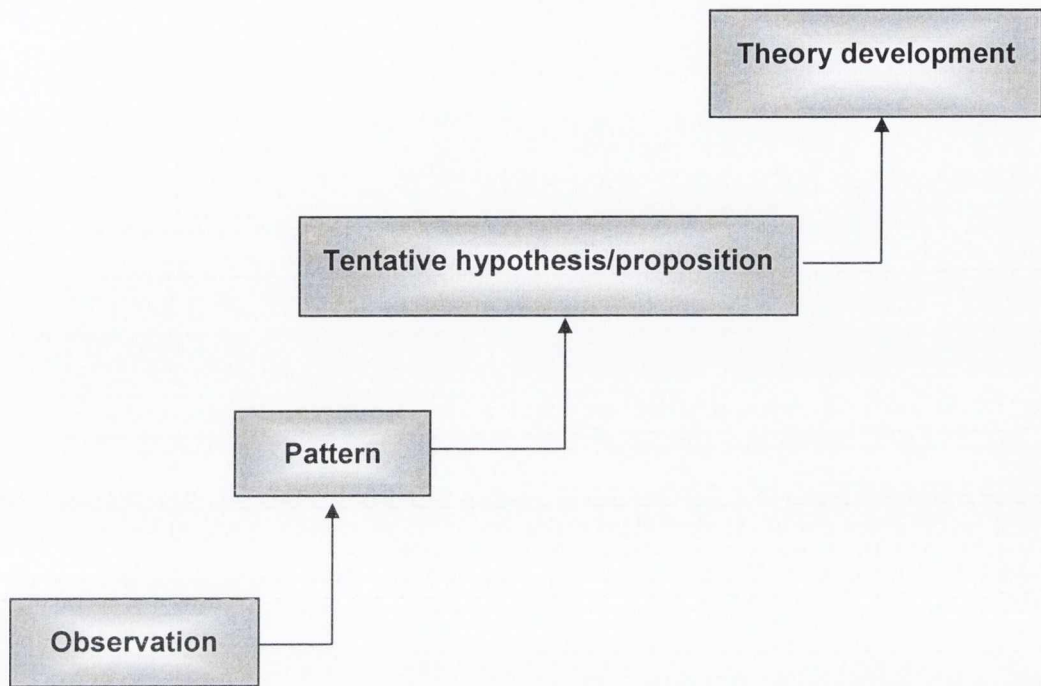 Theory development
Tentative hypothesis/proposition
Pattern
Observation